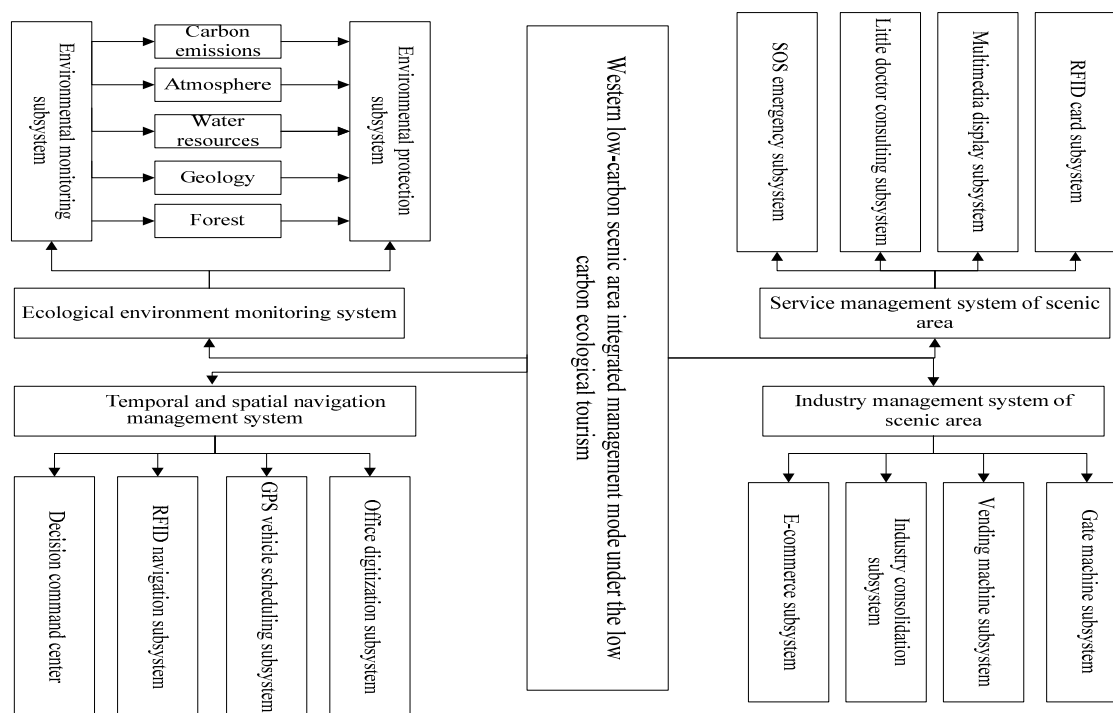 Environmental monitoring
subsystem
Carbon
emissions
Atmosphere
Water
resources
Geology
Forest
Environmental protection
subsystem
Ecological environment monitoring system
Temporal and spatial navigation
management system
Decision command center
RFID navigation subsystem
GPS vehicle scheduling subsystem
Office digitization subsystem
Western low-carbon scenic area integrated management mode under the low
carbon ecological tourism
SOS emergency subsystem
Little doctor consulting subsystem
Multimedia display subsystem
RFID card subsystem
Service management system of scenic
area
Industry management system of
scenic area
E-commerce subsystem
Industry consolidation
subsystem
Vending machine subsystem
Gate machine subsystem